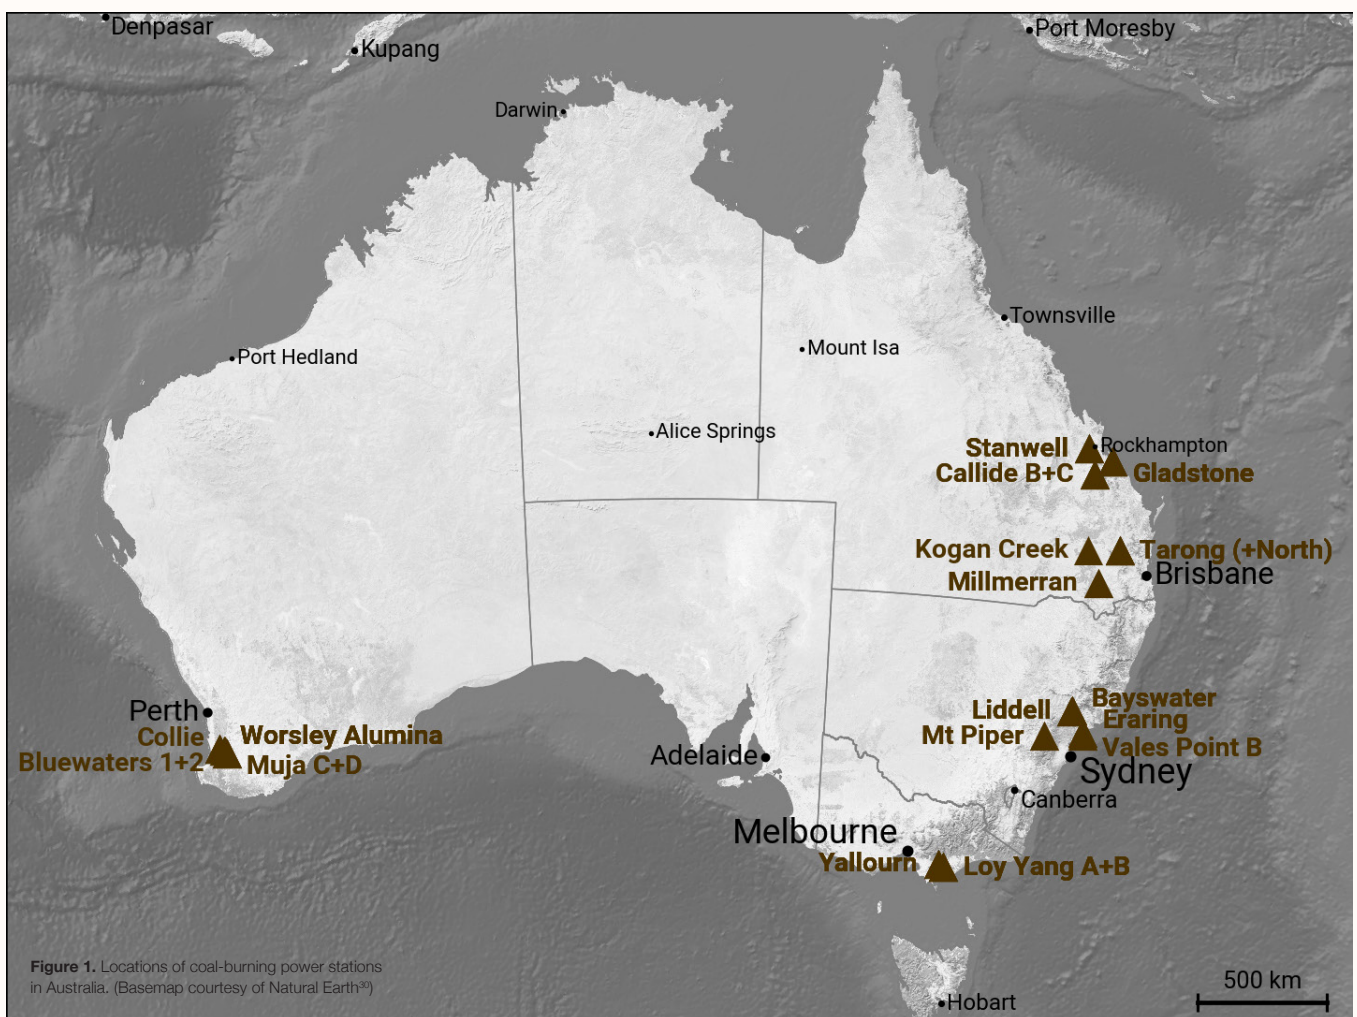 Denpasar
Kupang
Port Moresby
Darwin
Townsville
Mount Isa
Port Hedland
Alice Springs
Stanwell
Rockhampton
Callide B+C
Gladstone
Kogan Creek
Tarong (+North)
Brisbane
Millmerran
Bayswater
Liddell
Eraring
Mt Piper
Vales Point B
Sydney
Perth
Collie
Worsley Alumina
Bluewaters 1+2
Muja C+D
Adelaide
Canberra
Melbourne
Yallourn
Loy Yang A+B
Figure 1. Locations of coal-burning power stations
in Australia. (Basemap courtesy of Natural Earth³⁰)
500 km
Hobart